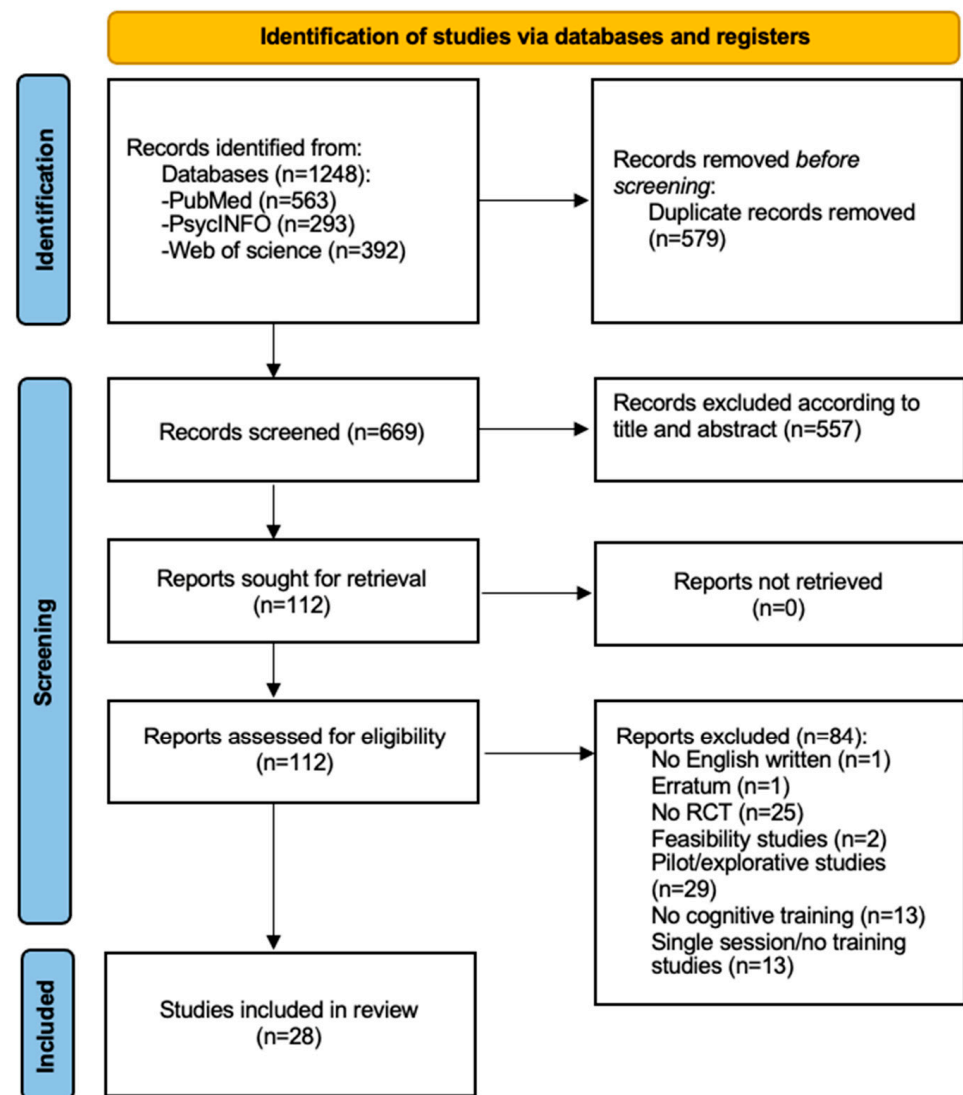 Identification of studies via databases and registers
Identification
Records identified from:
Databases (n=1248):
-PubMed (n=563)
-PsycINFO (n=293)
-Web of science (n=392)
Records removed before
screening:
Duplicate records removed
(n=579)
Screening
Records screened (n=669)
Records excluded according to
title and abstract (n=557)
Reports sought for retrieval
(n=112)
Reports not retrieved
(n=0)
Reports assessed for eligibility
(n=112)
Reports excluded (n=84):
No English written (n=1)
Erratum (n=1)
No RCT (n=25)
Feasibility studies (n=2)
Pilot/explorative studies
(n=29)
No cognitive training (n=13)
Single session/no training
studies (n=13)
Included
Studies included in review
(n=28)